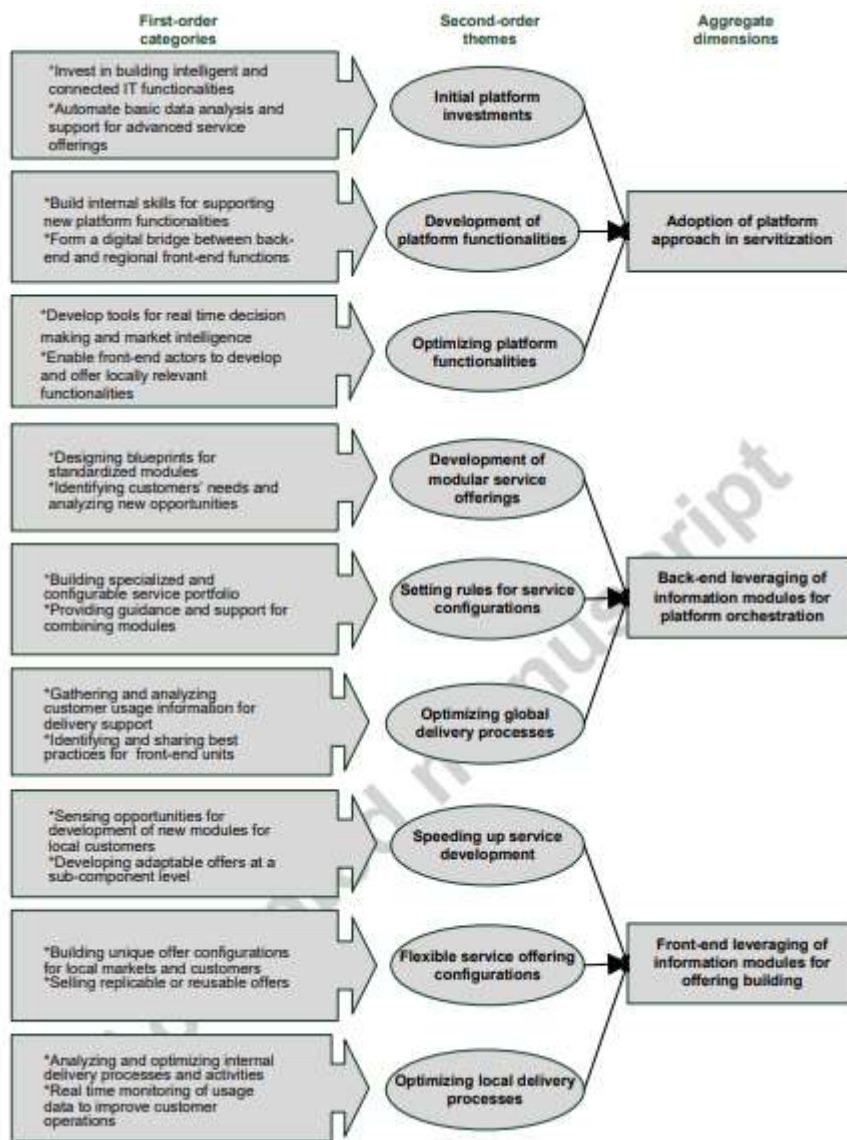 First-order
categories
Second-order
themes
Aggregate
dimensions
*Invest in building intelligent and
connected IT functionalities
*Automate basic data analysis and
support for advanced service
offerings
Initial platform
investments
*Build internal skills for supporting
new platform functionalities
*Form a digital bridge between back-
end and regional front-end functions
Development of
platform functionalities
Adoption of platform
approach in servitization
*Develop tools for real time decision
making and market intelligence
*Enable front-end actors to develop
and offer locally relevant
functionalities
Optimizing platform
functionalities
*Designing blueprints for
standardized modules
*Identifying customers' needs and
analyzing new opportunities
Development of
modular service
offerings
*Building specialized and
configurable service portfolio
*Providing guidance and support for
combining modules
Setting rules for service
configurations
Back-end leveraging of
information modules for
platform orchestration
*Gathering and analyzing
customer usage information for
delivery support
*Identifying and sharing best
practices for front-end units
Optimizing global
delivery processes
*Sensing opportunities for
development of new modules for
local customers
*Developing adaptable offers at a
sub-component level
Speeding up service
development
*Building unique offer configurations
for local markets and customers
*Selling replicable or reusable offers
Flexible service offering
configurations
Front-end leveraging of
information modules for
offering building
*Analyzing and optimizing internal
delivery processes and activities
*Real time monitoring of usage
data to improve customer
operations
Optimizing local delivery
processes